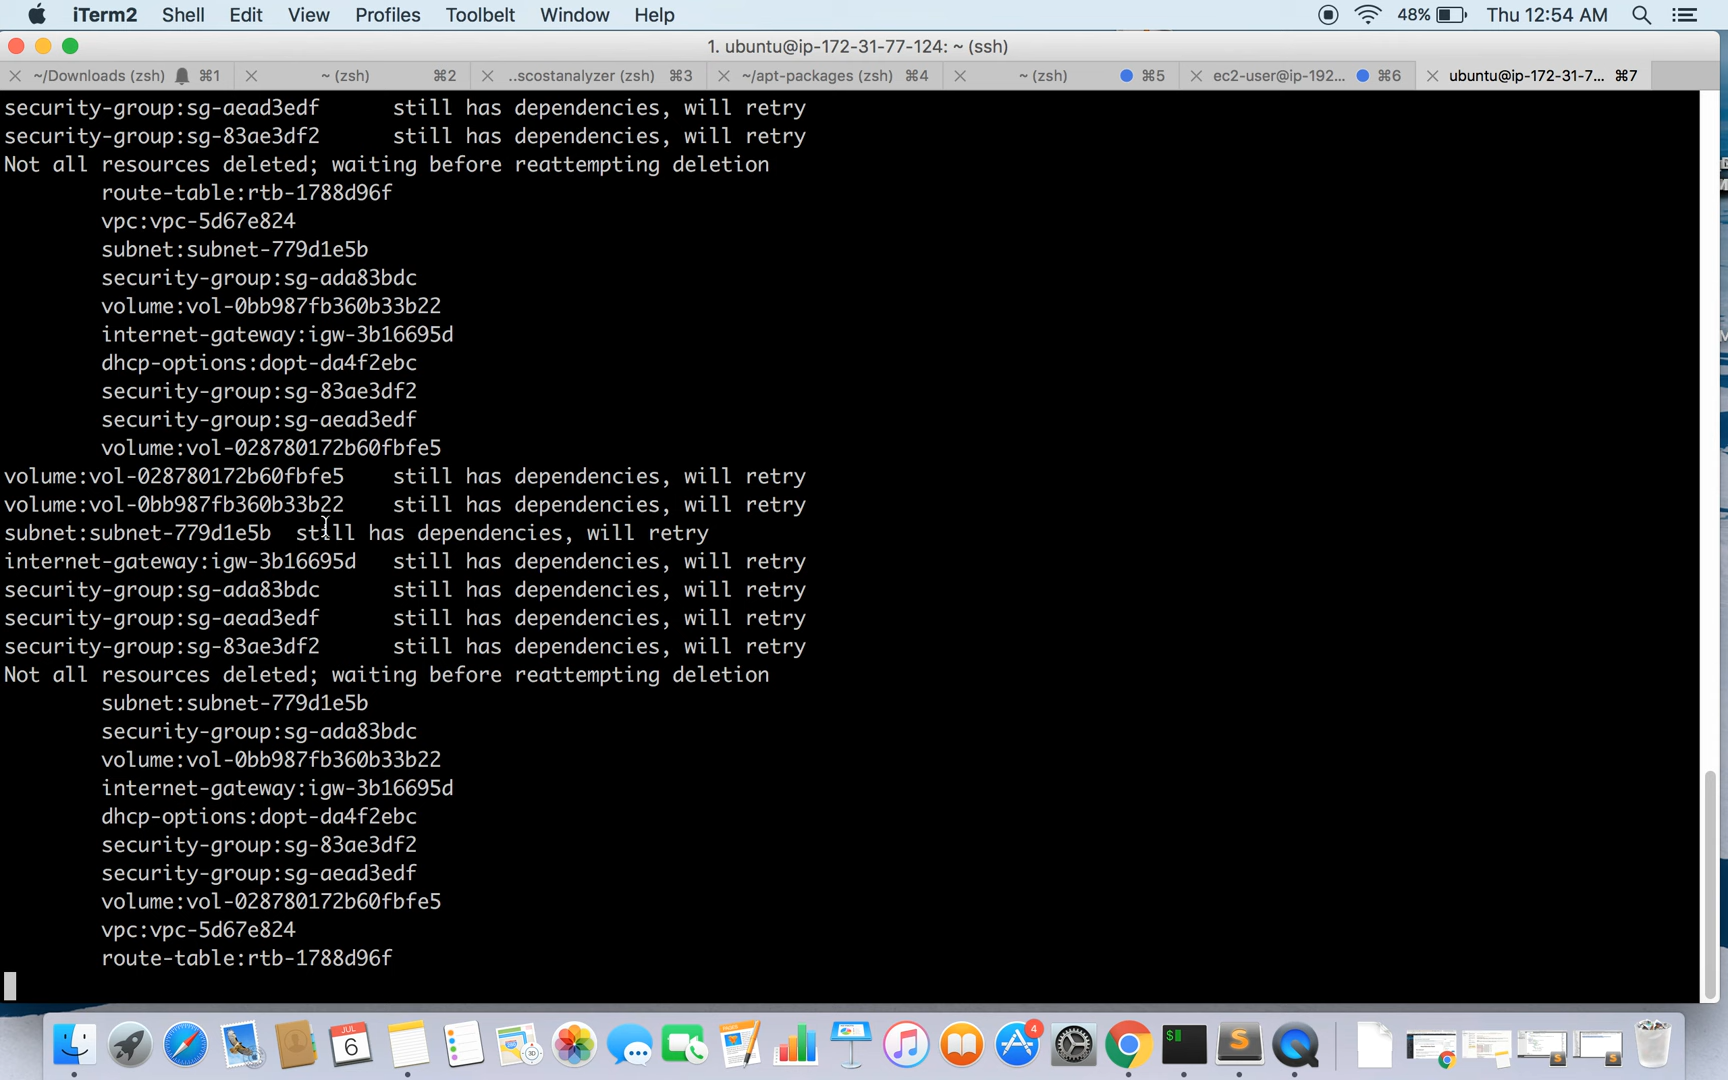 iTerm2 Shell Edit View Profiles Toolbelt Window Help 48% Thu 12:54 AM
1. ubuntu@ip-172-31-77-124: ~ (ssh)
~/Downloads (zsh) ⌘1 ~ (zsh) ⌘2 ..scostanalyzer (zsh) ⌘3 ~/apt-packages (zsh) ⌘4 ~ (zsh) ⌘5 ec2-user@ip-192... ⌘6 ubuntu@ip-172-31-7... ⌘7
security-group:sg-aead3edf still has dependencies, will retry
security-group:sg-83ae3df2 still has dependencies, will retry
Not all resources deleted; waiting before reattempting deletion
route-table:rtb-1788d96f
vpc:vpc-5d67e824
subnet:subnet-779d1e5b
security-group:sg-ada83bdc
volume:vol-0bb987fb360b33b22
internet-gateway:igw-3b16695d
dhcp-options:dopt-da4f2ebc
security-group:sg-83ae3df2
security-group:sg-aead3edf
volume:vol-028780172b60fbfe5
volume:vol-028780172b60fbfe5 still has dependencies, will retry
volume:vol-0bb987fb360b33b22 still has dependencies, will retry
subnet:subnet-779d1e5b still has dependencies, will retry
internet-gateway:igw-3b16695d still has dependencies, will retry
security-group:sg-ada83bdc still has dependencies, will retry
security-group:sg-aead3edf still has dependencies, will retry
security-group:sg-83ae3df2 still has dependencies, will retry
Not all resources deleted; waiting before reattempting deletion
subnet:subnet-779d1e5b
security-group:sg-ada83bdc
volume:vol-0bb987fb360b33b22
internet-gateway:igw-3b16695d
dhcp-options:dopt-da4f2ebc
security-group:sg-83ae3df2
security-group:sg-aead3edf
volume:vol-028780172b60fbfe5
vpc:vpc-5d67e824
route-table:rtb-1788d96f
JUL
6
4
$